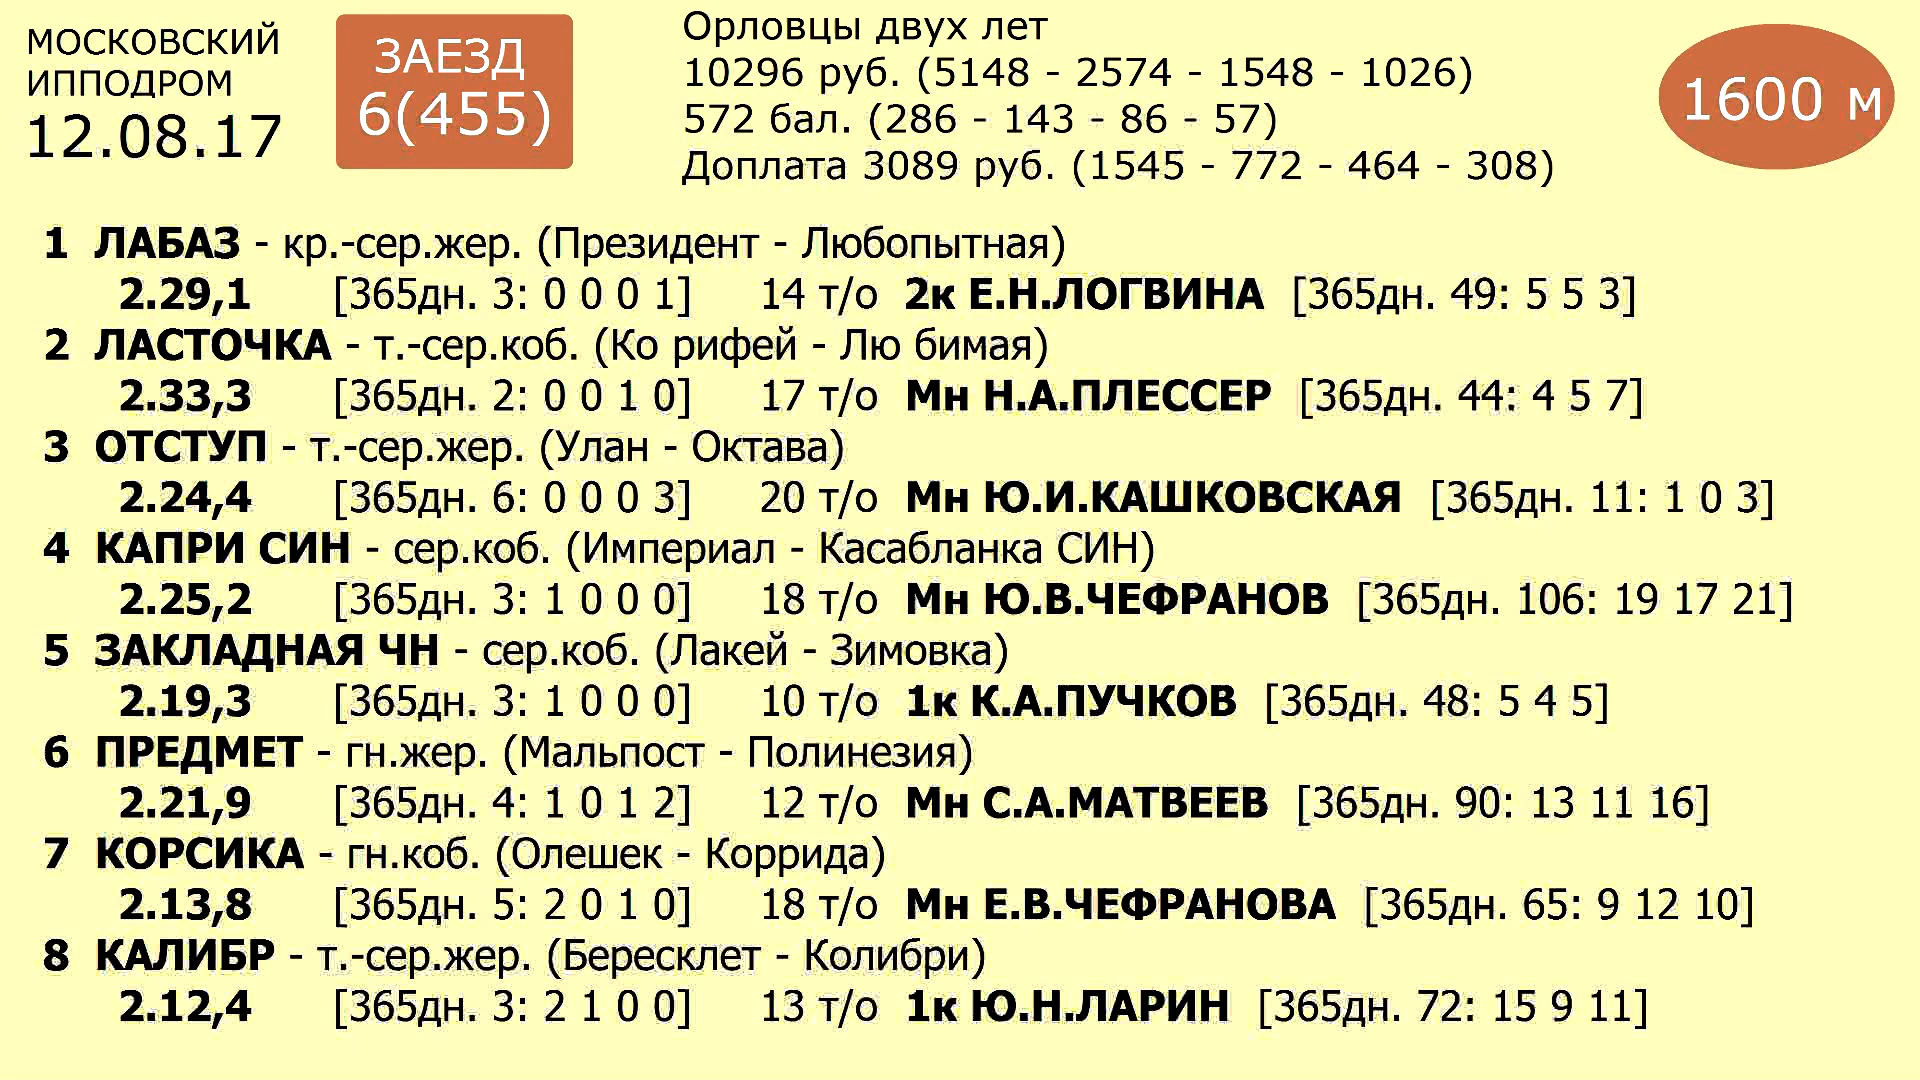 МОСКОВСКИЙ
ИППОДРОМ
12.08.17
ЗАЕЗД
6(455)
Орловцы двух лет
10296 руб. (5148 - 2574 - 1548 - 1026)
572 бал. (286 - 143 - 86 - 57)
Доплата 3089 руб. (1545 - 772 - 464 - 308)
1600 м
1 ЛАБАЗ - кр.-сер.жер. (Президент - Любопытная)
2.29,1 [365дн. 3: 0 0 0 1] 14 т/о 2к Е.Н.ЛОГВИНА [365дн. 49: 5 5 3]
2 ЛАСТОЧКА - т.-сер.коб. (Ко рифей - Лю бимая)
2.33,3 [365дн. 2: 0 0 1 0] 17 т/о Мн Н.А.ПЛЕССЕР [365дн. 44: 4 5 7]
3 ОТСТУП - т.-сер.жер. (Улан - Октава)
2.24,4 [365дн. 6: 0 0 0 3] 20 т/о Мн Ю.И.КАШКОВСКАЯ [365дн. 11: 1 0 3]
4 КАПРИ СИН - сер.коб. (Империал - Касабланка СИН)
2.25,2 [365дн. 3: 1 0 0 0] 18 т/о Мн Ю.В.ЧЕФРАНОВ [365дн. 106: 19 17 21]
5 ЗАКЛАДНАЯ ЧН - сер.коб. (Лакей - Зимовка)
2.19,3 [365дн. 3: 1 0 0 0] 10 т/о 1к К.А.ПУЧКОВ [365дн. 48: 5 4 5]
6 ПРЕДМЕТ - гн.жер. (Мальпост - Полинезия)
2.21,9 [365дн. 4: 1 0 1 2] 12 т/о Мн С.А.МАТВЕЕВ [365дн. 90: 13 11 16]
7 КОРСИКА - гн.коб. (Олешек - Коррида)
2.13,8 [365дн. 5: 2 0 1 0] 18 т/о Мн Е.В.ЧЕФРАНОВА [365дн. 65: 9 12 10]
8 КАЛИБР - т.-сер.жер. (Бересклет - Колибри)
2.12,4 [365дн. 3: 2 1 0 0] 13 т/о 1к Ю.Н.ЛАРИН [365дн. 72: 15 9 11]